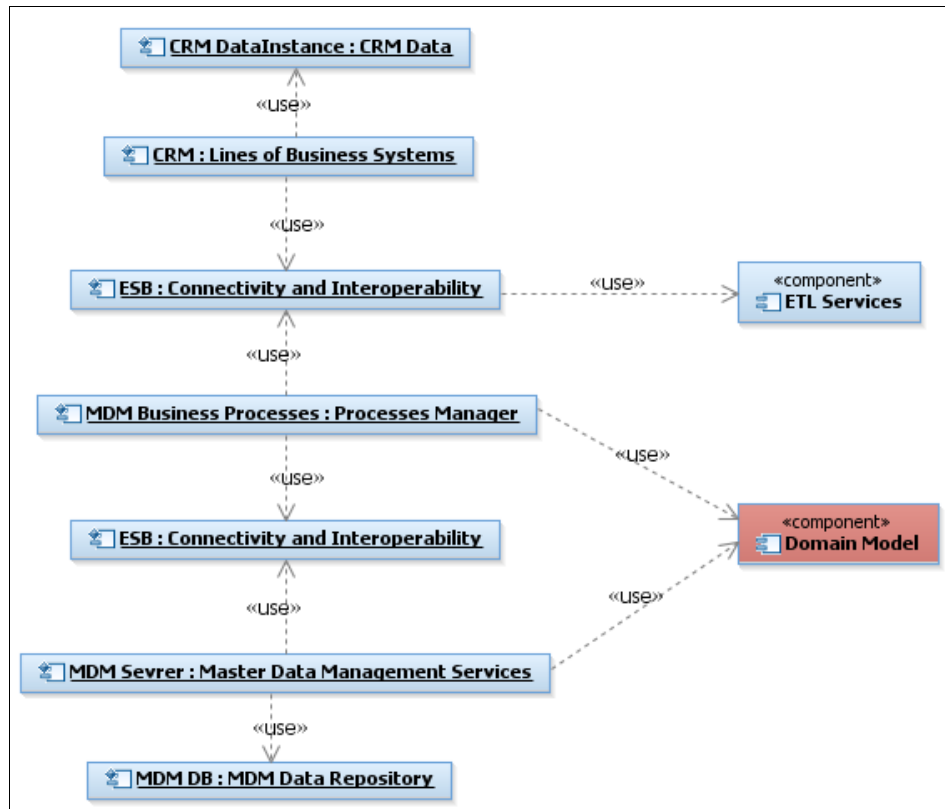 CRM DataInstance : CRM Data
«use»
CRM : Lines of Business Systems
«use»
ESB : Connectivity and Interoperability
«use»
«component»
ETL Services
«use»
MDM Business Processes : Processes Manager
«use»
«use»
ESB : Connectivity and Interoperability
«component»
Domain Model
«use»
«use»
MDM Sevrer : Master Data Management Services
«use»
MDM DB : MDM Data Repository